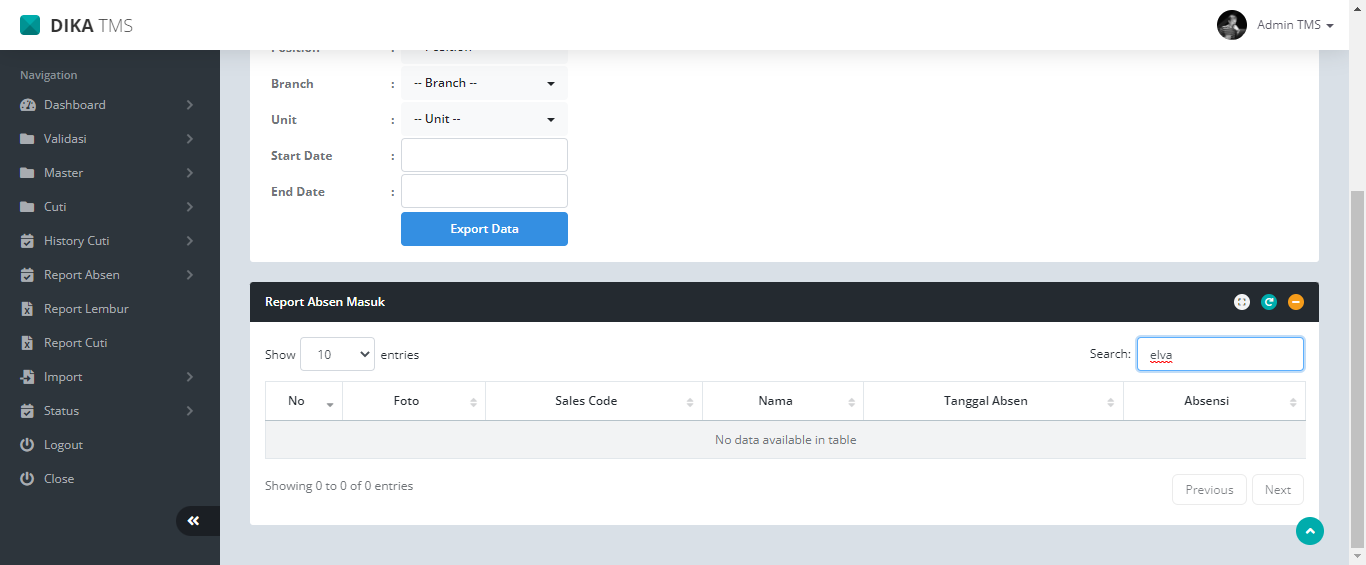 DIKA TMS
Admin TMS
Navigation
Dashboard
Validasi
Master
Cuti
History Cuti
Report Absen
Report Lembur
Report Cuti
Import
Status
Logout
Close
Position : -- Position --
Branch : -- Branch --
Unit : -- Unit --
Start Date :
End Date :
Export Data
Report Absen Masuk
Show 10 entries
Search: elva
No Foto Sales Code Nama Tanggal Absen Absensi
No data available in table
Showing 0 to 0 of 0 entries
Previous Next